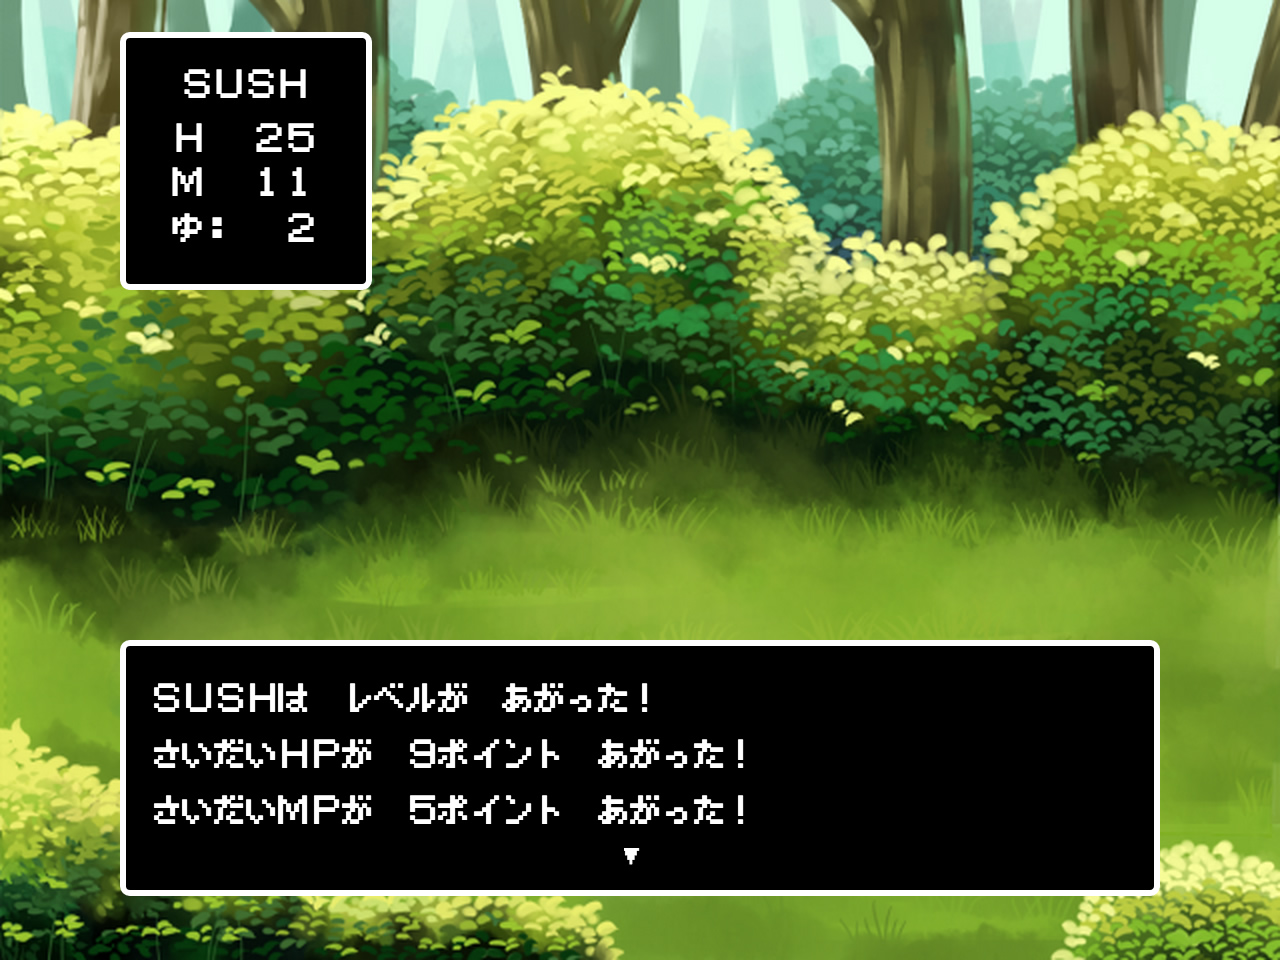 SUSH
H 25
M 11
ゆ: 2
SUSHは レベルが あがった！
さいだいHPが 9ポイント あがった！
さいだいMPが 5ポイント あがった！
▼